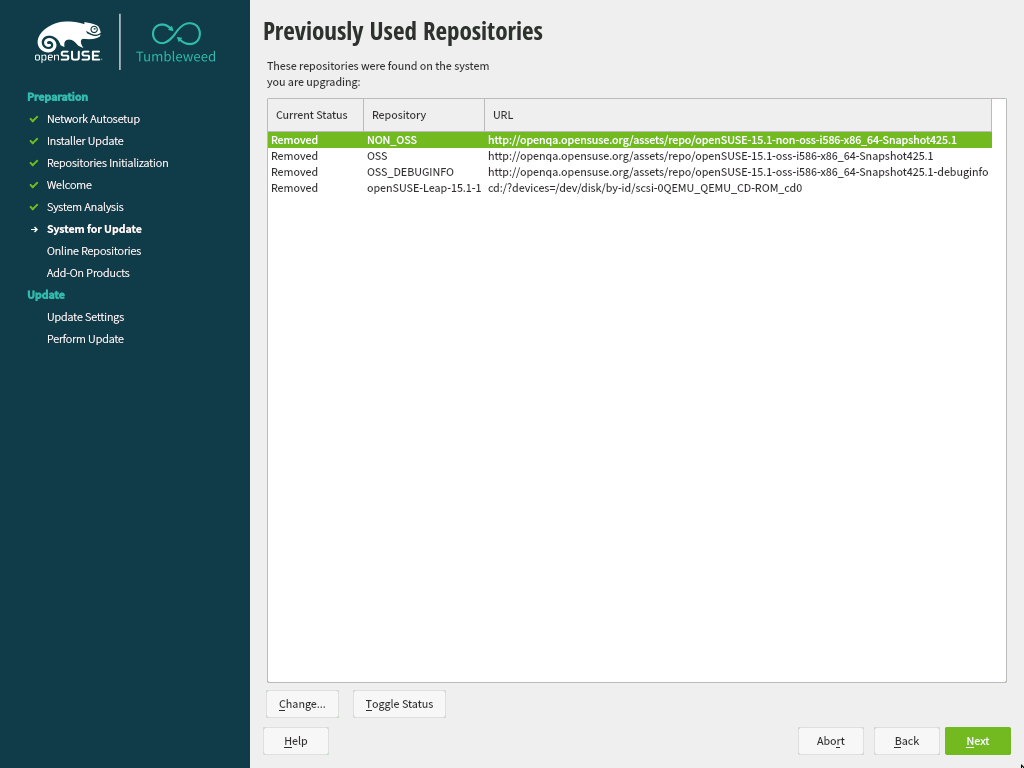 openSUSE
Tumbleweed
Preparation
Network Autosetup
Installer Update
Repositories Initialization
Welcome
System Analysis
System for Update
Online Repositories
Add-On Products
Update
Update Settings
Perform Update
Previously Used Repositories
These repositories were found on the system
you are upgrading:
Current Status Repository URL
Removed NON_OSS http://openqa.opensuse.org/assets/repo/openSUSE-15.1-non-oss-i586-x86_64-Snapshot425.1
Removed OSS http://openqa.opensuse.org/assets/repo/openSUSE-15.1-oss-i586-x86_64-Snapshot425.1
Removed OSS_DEBUGINFO http://openqa.opensuse.org/assets/repo/openSUSE-15.1-oss-i586-x86_64-Snapshot425.1-debuginfo
Removed openSUSE-Leap-15.1-1 cd:/?devices=/dev/disk/by-id/scsi-0QEMU_QEMU_CD-ROM_cd0
Change... Toggle Status
Help Abort Back Next